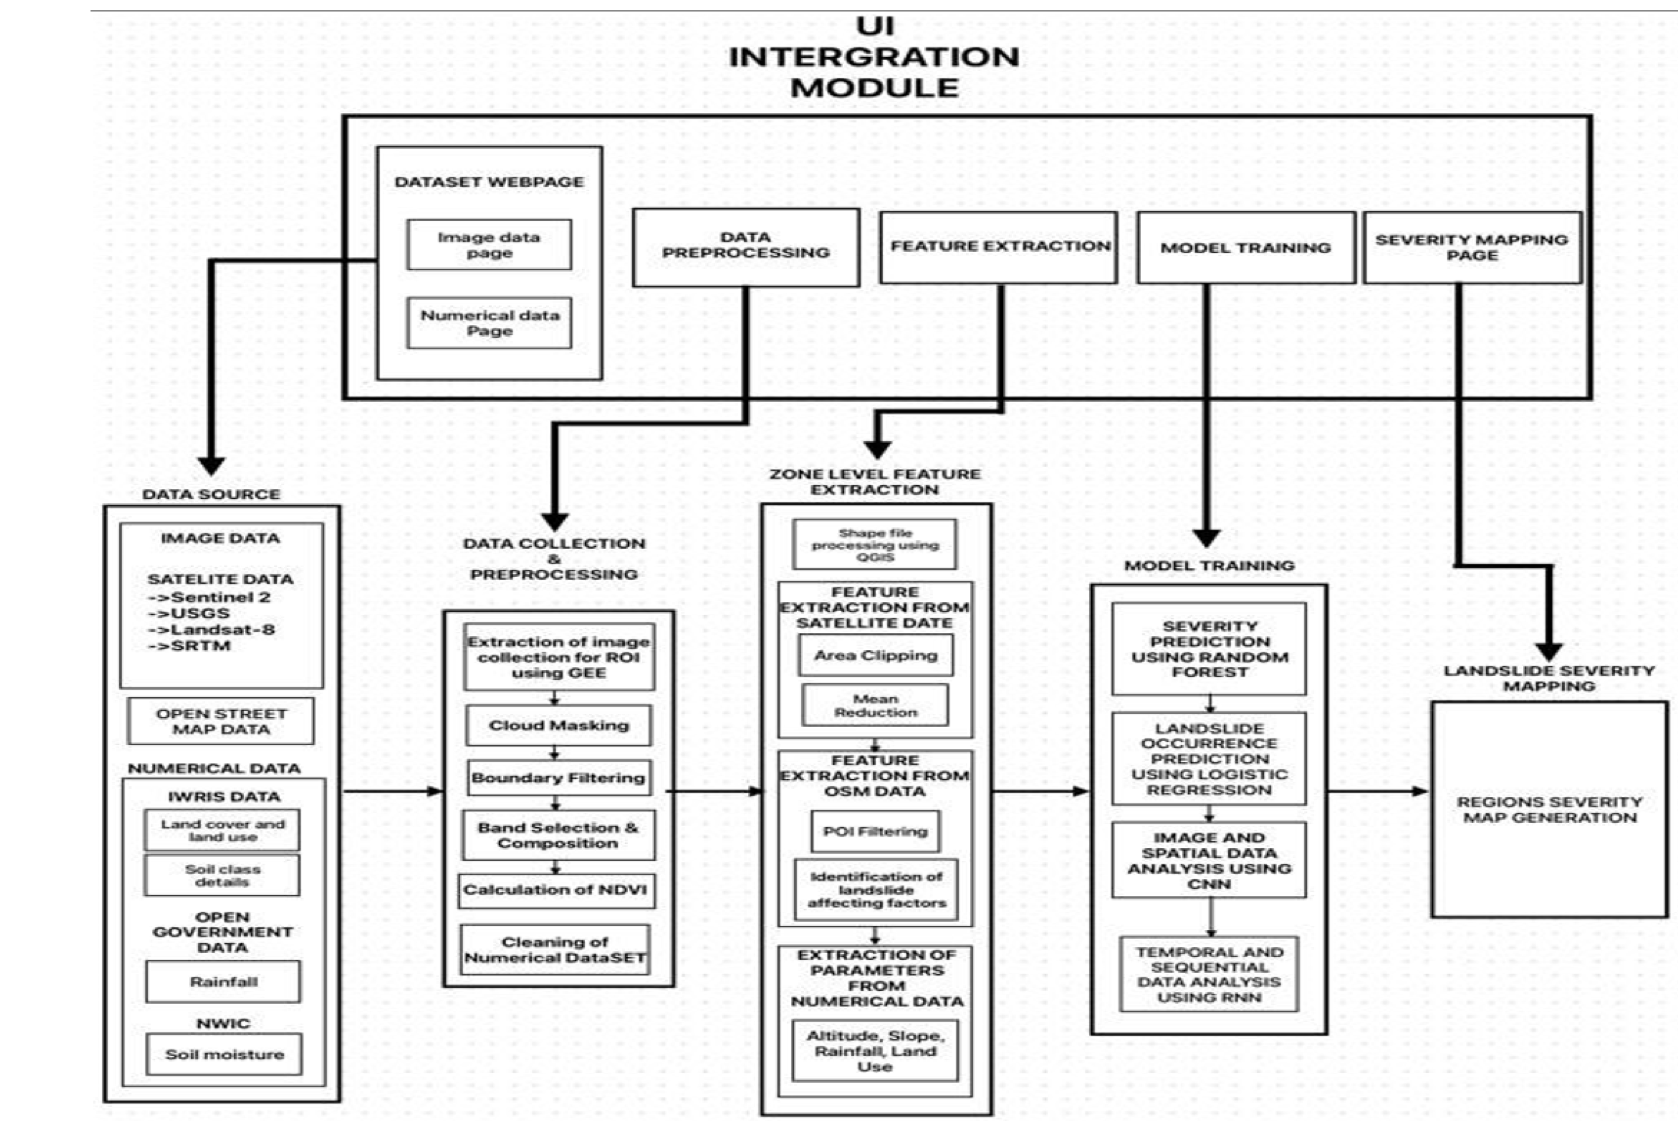 UI
INTERGRATION
MODULE
DATASET WEBPAGE
Image data
page
Numerical data
Page
DATA
PREPROCESSING
FEATURE EXTRACTION
MODEL TRAINING
SEVERITY MAPPING
PAGE
DATA SOURCE
IMAGE DATA
SATELITE DATA
->Sentinel 2
->USGS
->Landsat-8
->SRTM
OPEN STREET
MAP DATA
NUMERICAL DATA
IWRIS DATA
Land cover and
land use
Soil class
details
OPEN
GOVERNMENT
DATA
Rainfall
NWIC
Soil moisture
DATA COLLECTION
&
PREPROCESSING
Extraction of image
collection for ROI
using GEE
Cloud Masking
Boundary Filtering
Band Selection &
Composition
Calculation of NDVI
Cleaning of
Numerical DataSET
ZONE LEVEL FEATURE
EXTRACTION
Shape file
processing using
QGIS
FEATURE
EXTRACTION FROM
SATELLITE DATE
Area Clipping
Mean
Reduction
FEATURE
EXTRACTION FROM
OSM DATA
POI Filtering
Identification of
landslide
affecting factors
EXTRACTION OF
PARAMETERS
FROM
NUMERICAL DATA
Altitude, Slope,
Rainfall, Land
Use
MODEL TRAINING
SEVERITY
PREDICTION
USING RANDOM
FOREST
LANDSLIDE
OCCURRENCE
PREDICTION
USING LOGISTIC
REGRESSION
IMAGE AND
SPATIAL DATA
ANALYSIS USING
CNN
TEMPORAL AND
SEQUENTIAL
DATA ANALYSIS
USING RNN
LANDSLIDE SEVERITY
MAPPING
REGIONS SEVERITY
MAP GENERATION